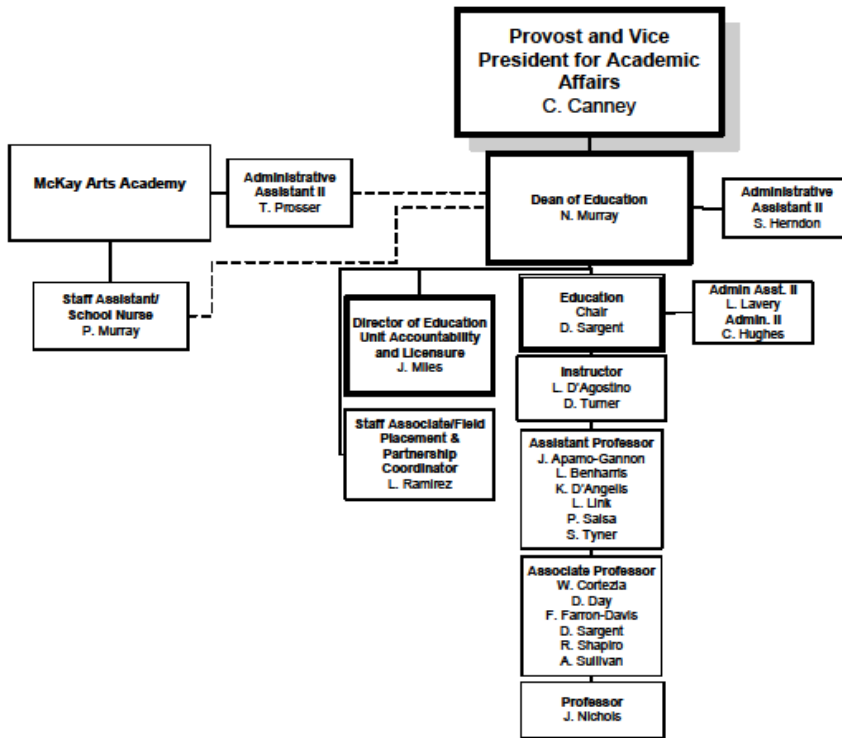 Provost and Vice
President for Academic
Affairs
C. Canney
McKay Arts Academy
Administrative
Assistant II
T. Prosser
Dean of Education
N. Murray
Administrative
Assistant II
S. Herndon
Staff Assistant/
School Nurse
P. Murray
Director of Education
Unit Accountability
and Licensure
J. Miles
Education
Chair
D. Sargent
Admin Asst. II
L. Lavery
Admin. II
C. Hughes
Staff Associate/Field
Placement &
Partnership
Coordinator
L. Ramirez
Instructor
L. D'Agostino
D. Turner
Assistant Professor
J. Apamo-Gannon
L. Benharris
K. D'Angelis
L. Link
P. Salsa
S. Tyner
Associate Professor
W. Cortezia
D. Day
F. Farron-Davis
D. Sargent
R. Shapiro
A. Sullivan
Professor
J. Nichols